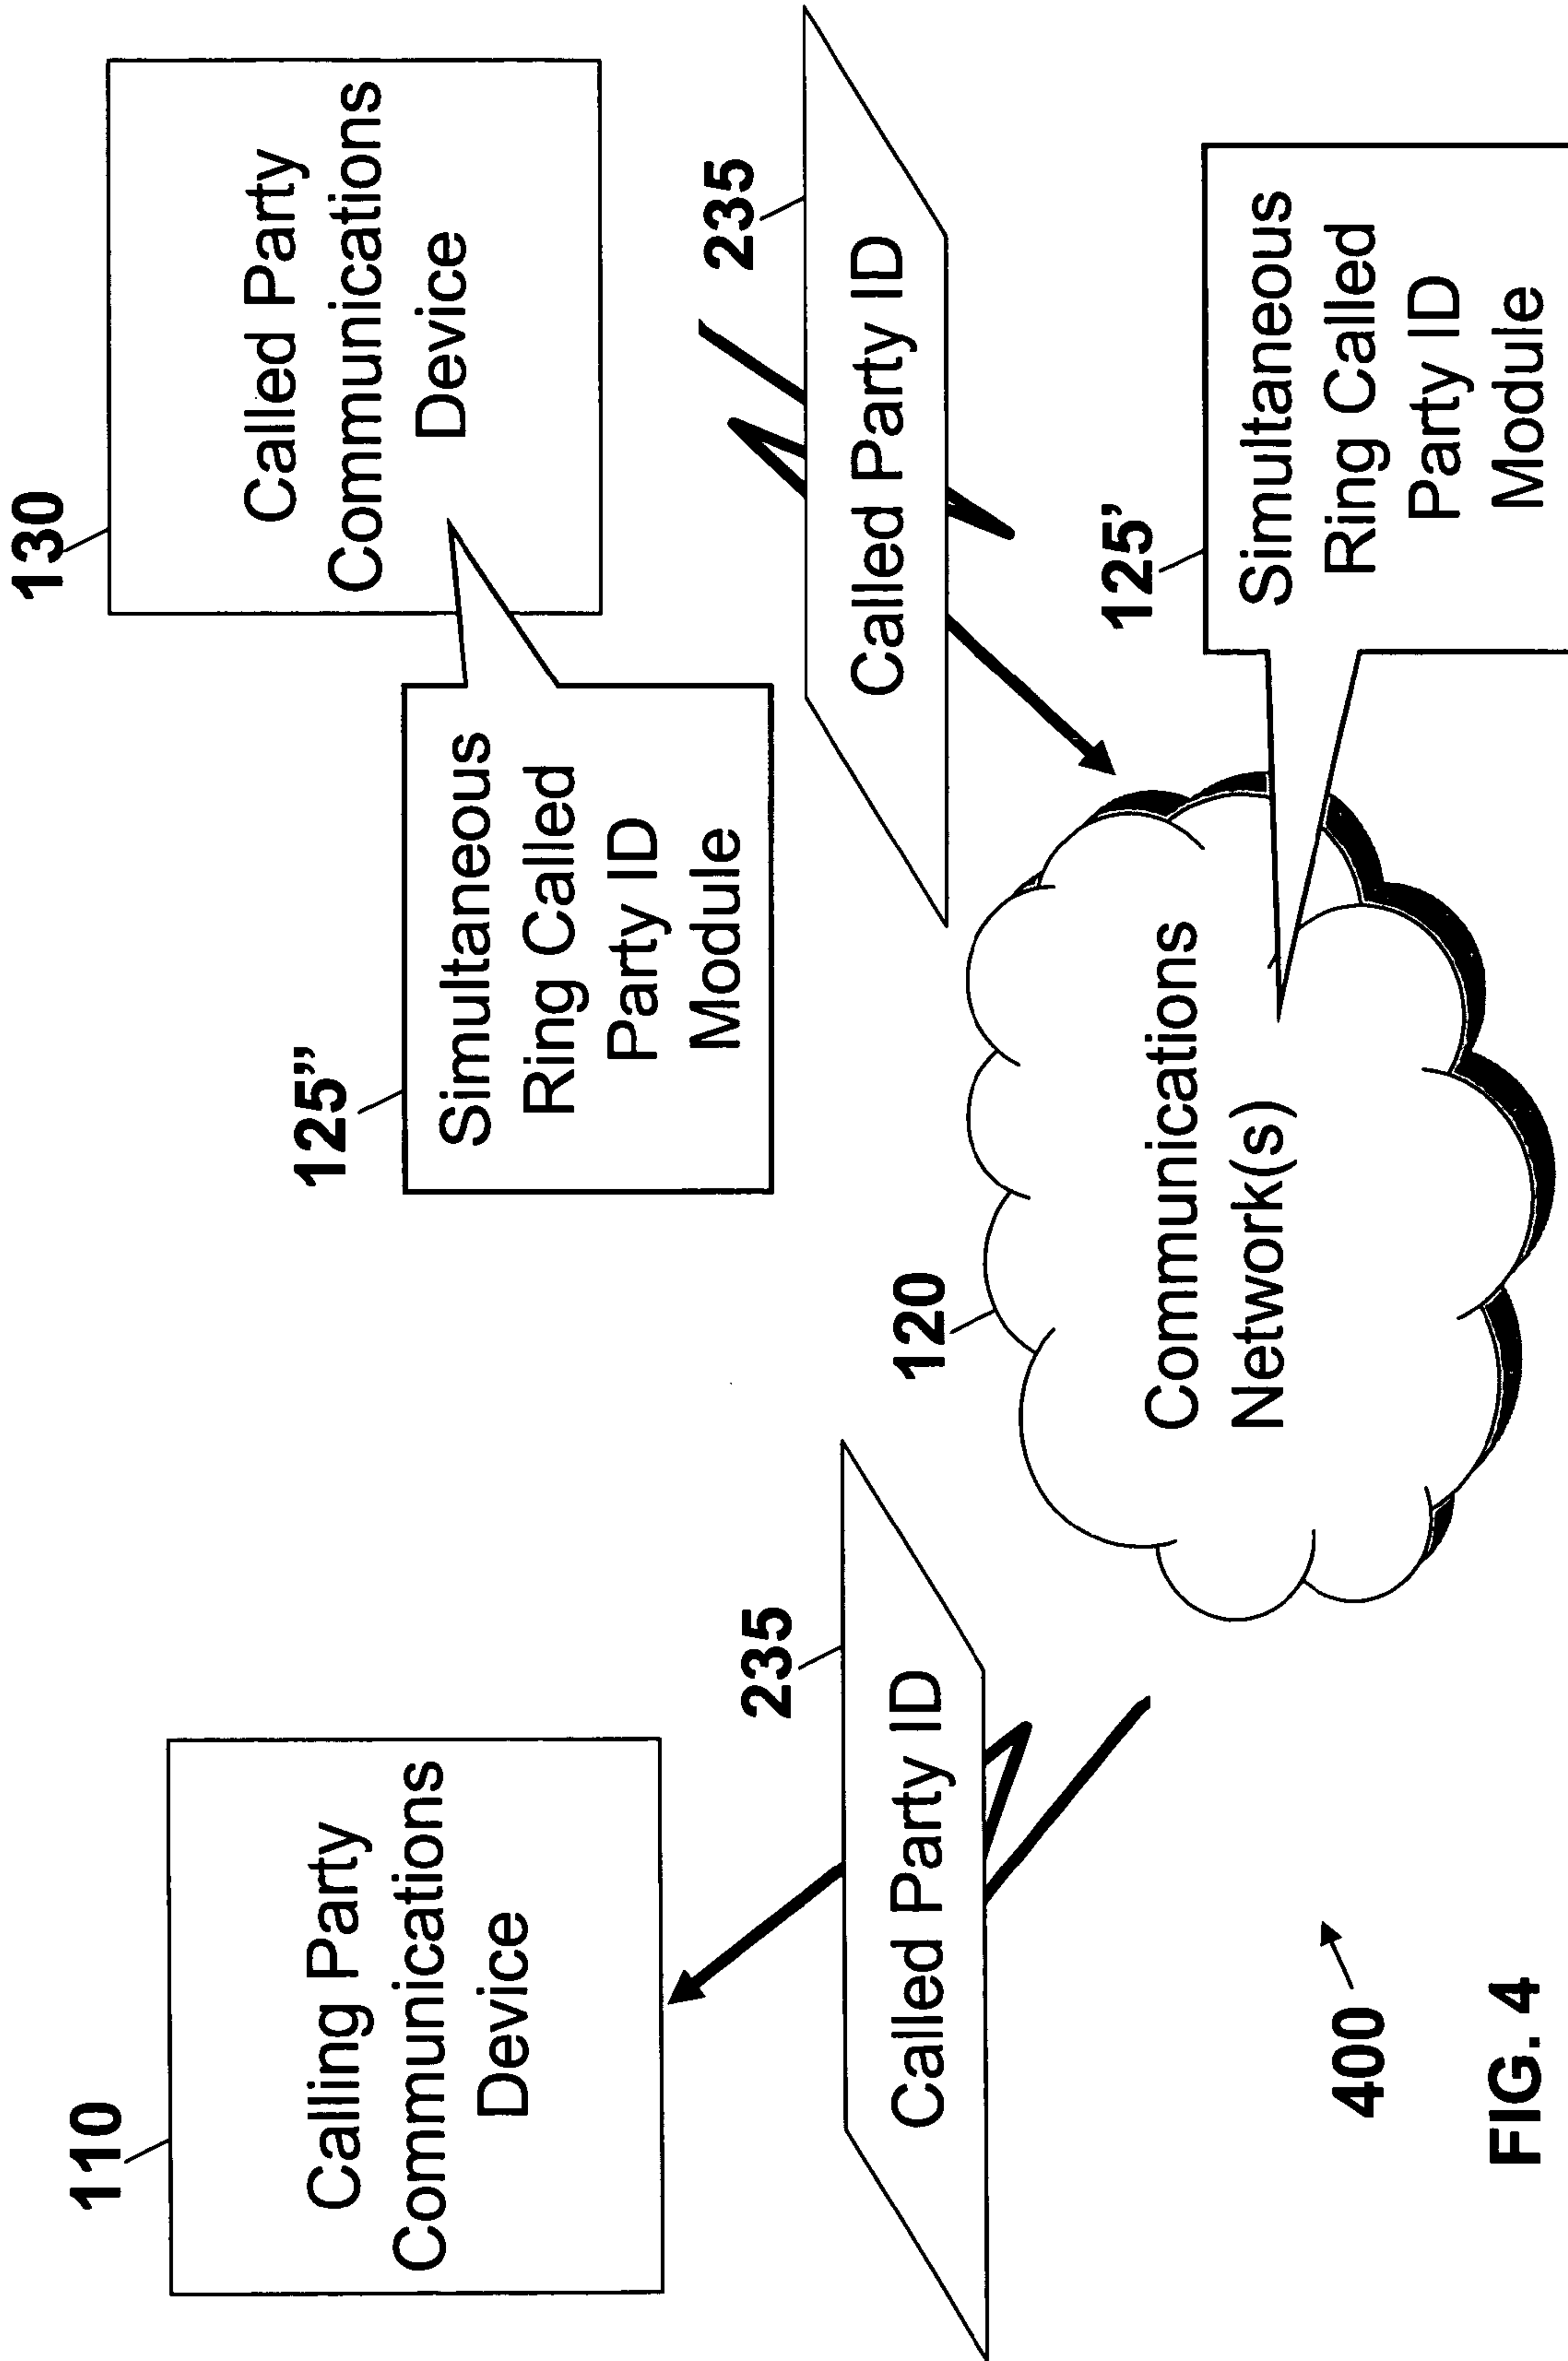 110
Calling Party
Communications
Device
130
Called Party
Communications
Device
125”
Simultaneous
Ring Called
Party ID
Module
235
Called Party ID
235
Called Party ID
120
Communications
Network(s)
125’
Simultaneous
Ring Called
Party ID
Module
400
FIG. 4